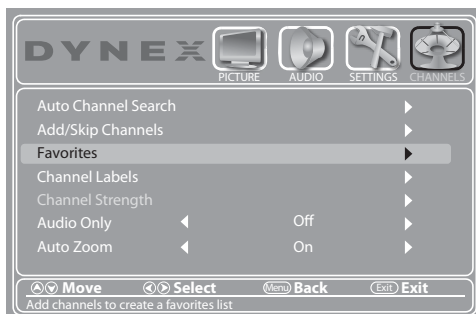 DYNEX
PICTURE AUDIO SETTINGS CHANNELS
Auto Channel Search
Add/Skip Channels
Favorites
Channel Labels
Channel Strength
Audio Only Off
Auto Zoom On
Move Select Menu Back Exit Exit
Add channels to create a favorites list